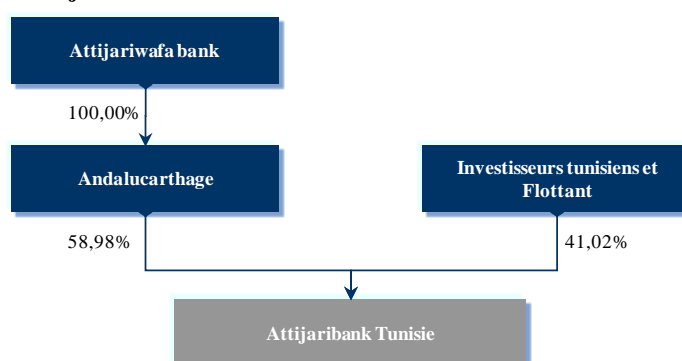 Attijariwafa bank
100,00%
Andalucarthage
Investisseurs tunisiens et
Flottant
58,98%
41,02%
Attijaribank Tunisie